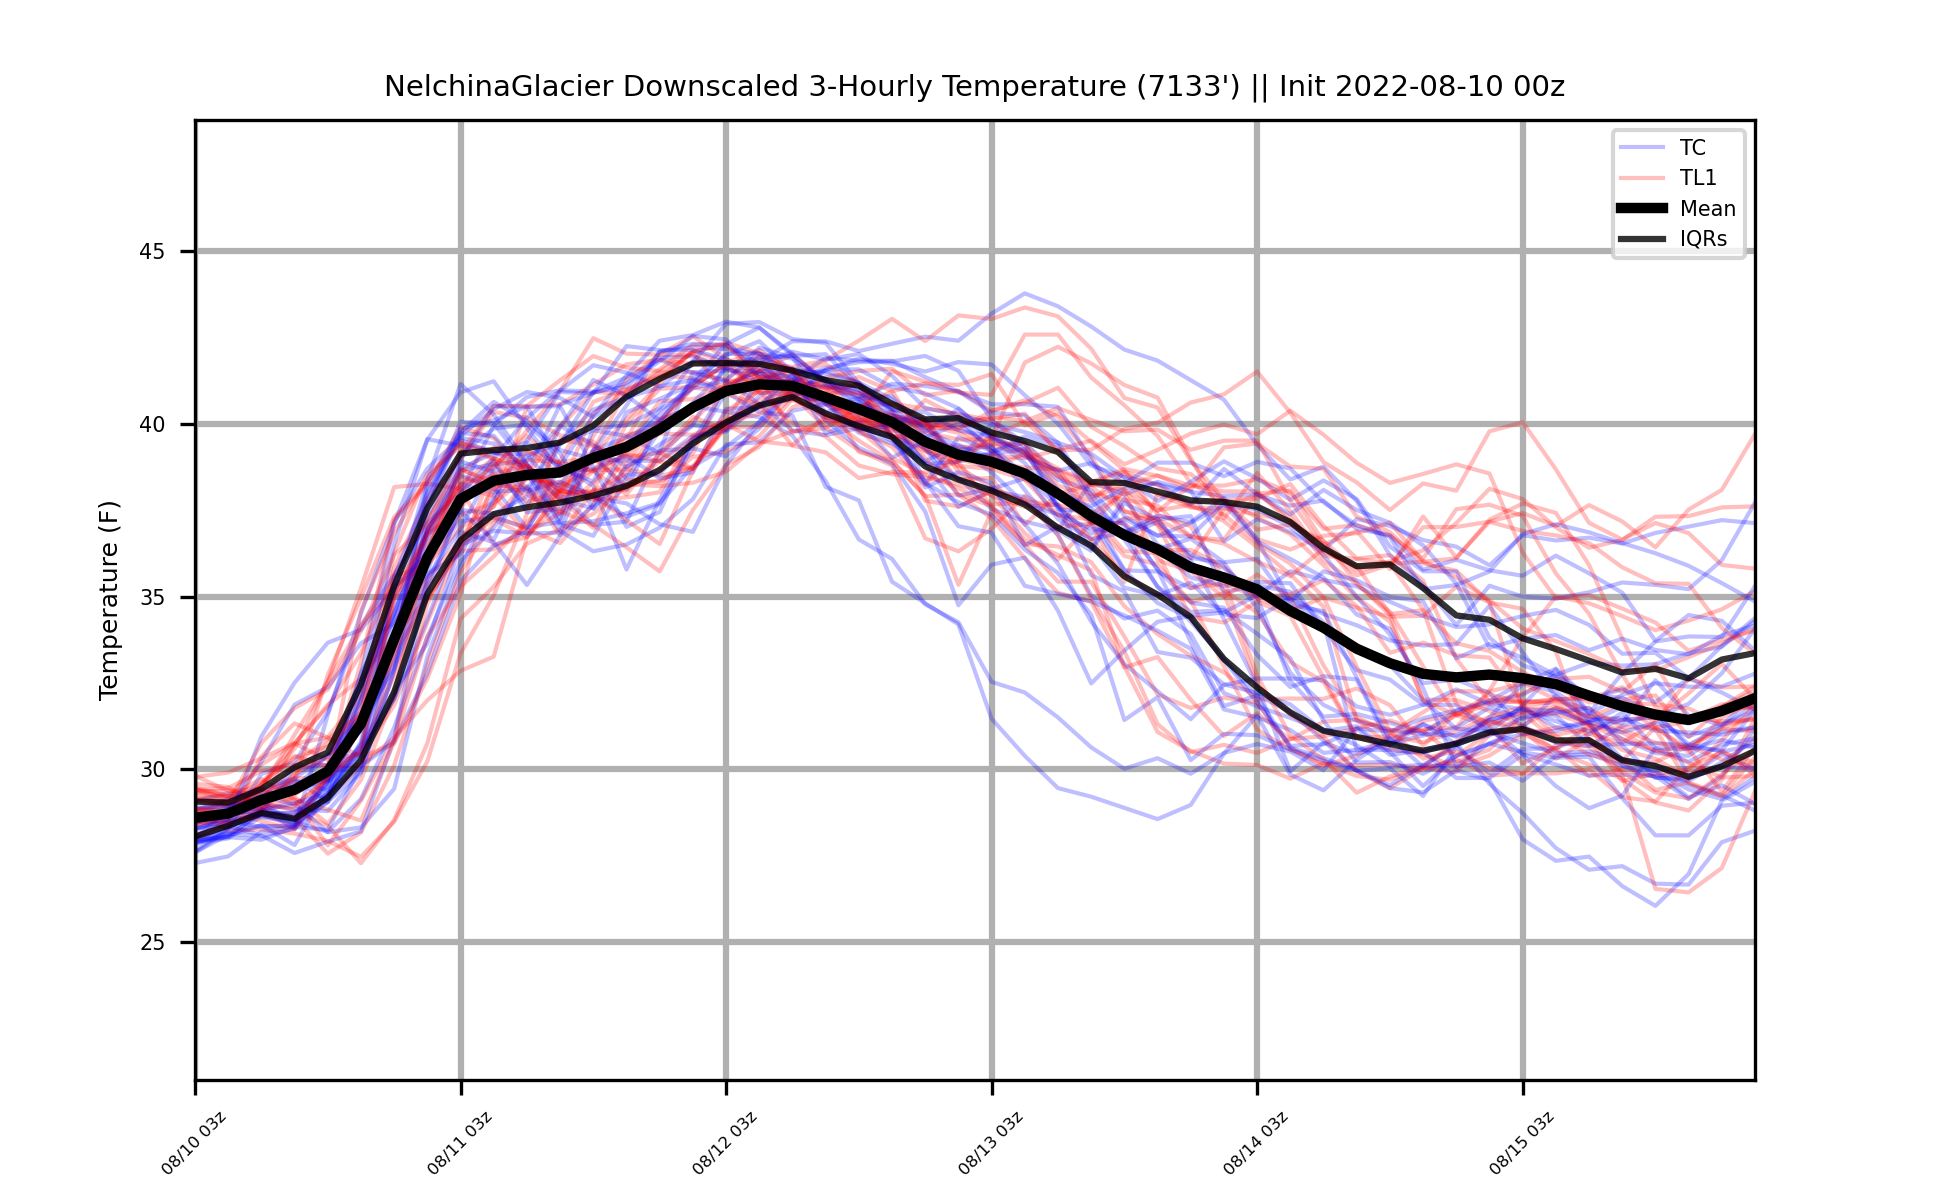 NelchinaGlacier Downscaled 3-Hourly Temperature (7133') || Init 2022-08-10 00z
TC
TL1
Mean
IQRs
Temperature (F)
45
40
35
30
25
08/10 03z
08/11 03z
08/12 03z
08/13 03z
08/14 03z
08/15 03z